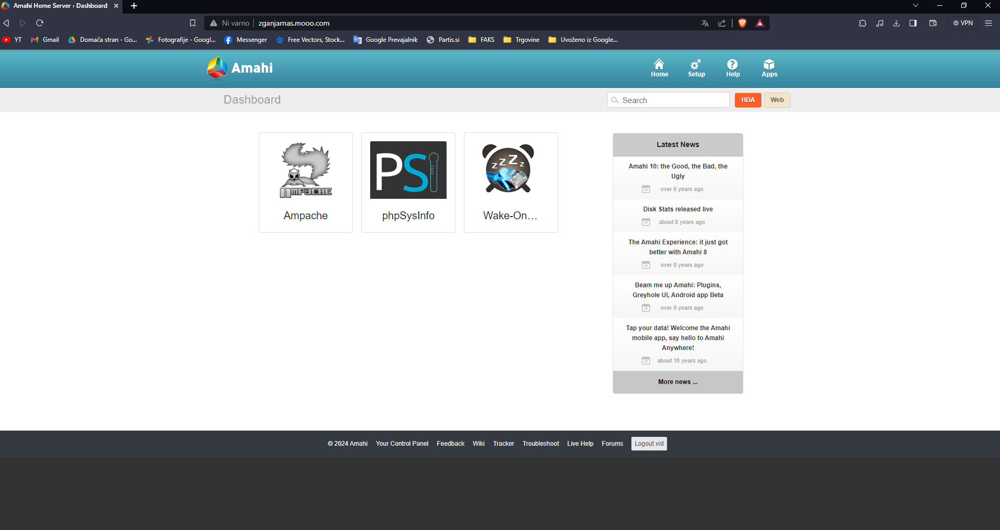 Amahi Home Server › Dashboard
Ni varno
zganjarnas.mooo.com
VPN
YT
Gmail
Domača stran - Go...
Fotografije - Googl...
Messenger
Free Vectors, Stock...
Google Prevajalnik
Partis.si
FAKS
Trgovine
Uvoženo iz Google...
Amahi
Home
Setup
Help
Apps
Dashboard
Search
HDA
Web
AMPACHE
Ampache
PSi
phpSysInfo
z z Z z
Wake-On…
Latest News
Amahi 10: the Good, the Bad, the
Ugly
17
over 6 years ago
Disk Stats released live
17
about 8 years ago
The Amahi Experience: it just got
better with Amahi 8
17
over 8 years ago
Beam me up Amahi: Plugins,
Greyhole UI, Android app Beta
17
over 9 years ago
Tap your data! Welcome the Amahi
mobile app, say hello to Amahi
Anywhere!
17
about 10 years ago
More news ...
© 2024 Amahi
Your Control Panel
Feedback
Wiki
Tracker
Troubleshoot
Live Help
Forums
Logout vid